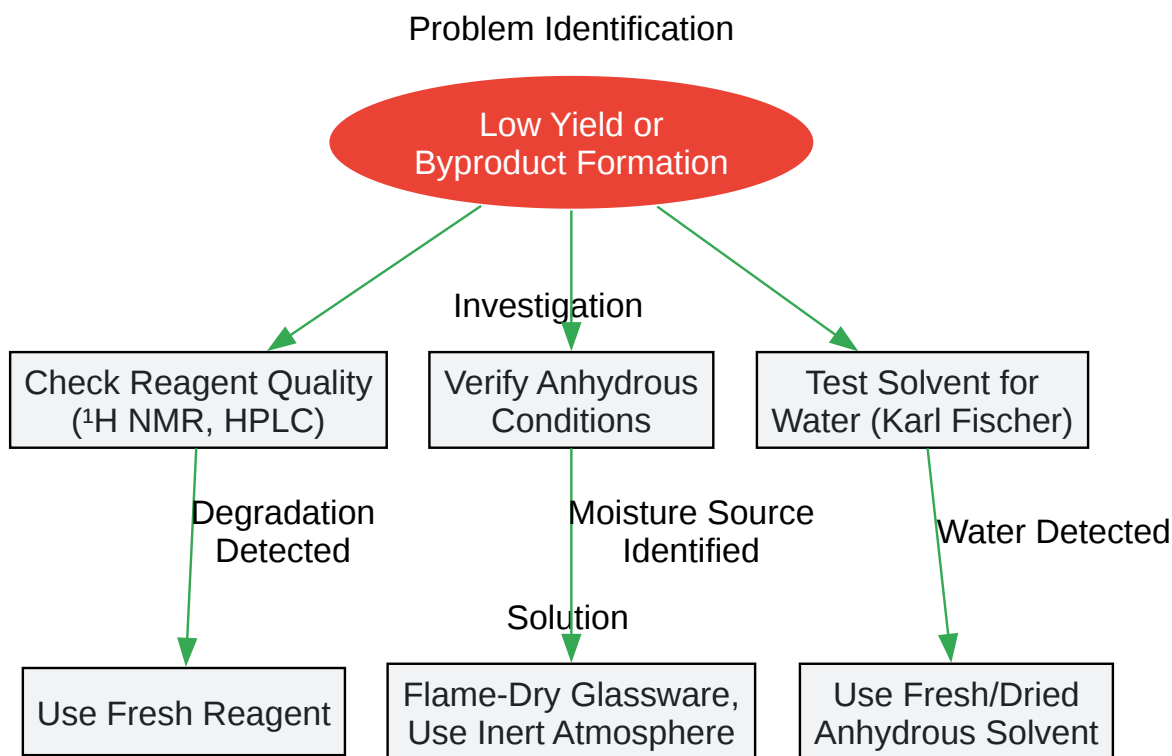 Problem Identification
Low Yield or
Byproduct Formation
Investigation
Check Reagent Quality
(¹H NMR, HPLC)
Verify Anhydrous
Conditions
Test Solvent for
Water (Karl Fischer)
Degradation
Detected
Moisture Source
Identified
Water Detected
Solution
Use Fresh Reagent
Flame-Dry Glassware,
Use Inert Atmosphere
Use Fresh/Dried
Anhydrous Solvent